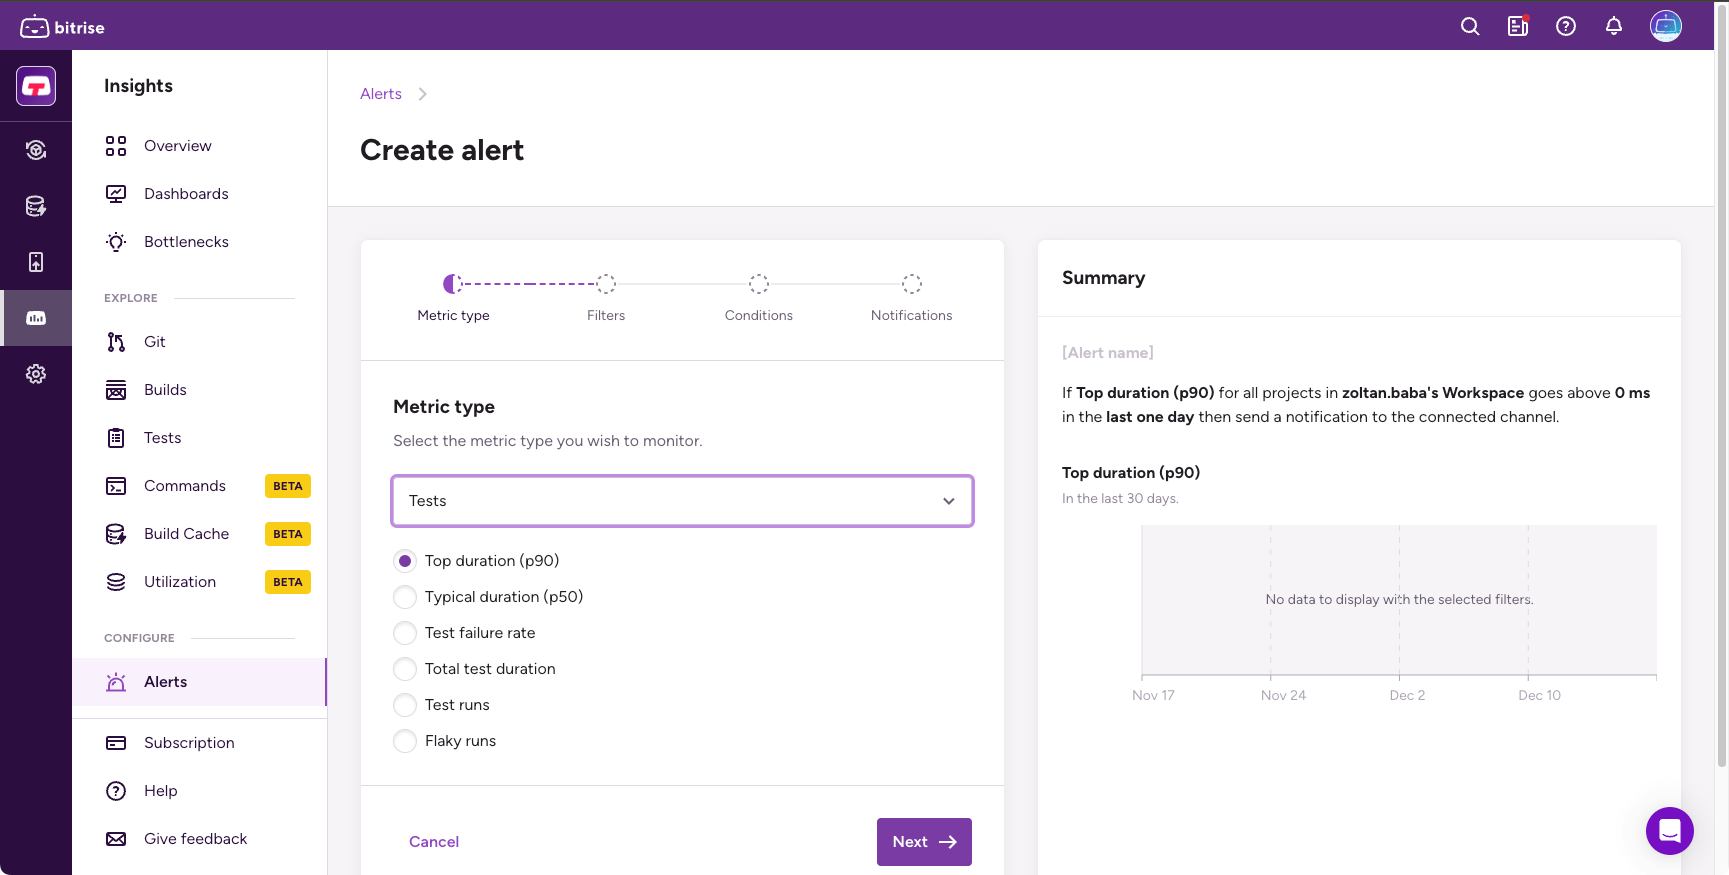 bitrise
Insights
Overview
Dashboards
Bottlenecks
EXPLORE
Git
Builds
Tests
Commands BETA
Build Cache BETA
Utilization BETA
CONFIGURE
Alerts
Subscription
Help
Give feedback
Alerts
Create alert
Metric type Filters Conditions Notifications
Metric type
Select the metric type you wish to monitor.
Tests
Top duration (p90)
Typical duration (p50)
Test failure rate
Total test duration
Test runs
Flaky runs
Cancel Next
Summary
[Alert name]
If Top duration (p90) for all projects in zoltan.baba's Workspace goes above 0 ms
in the last one day then send a notification to the connected channel.
Top duration (p90)
In the last 30 days.
No data to display with the selected filters.
Nov 17 Nov 24 Dec 2 Dec 10